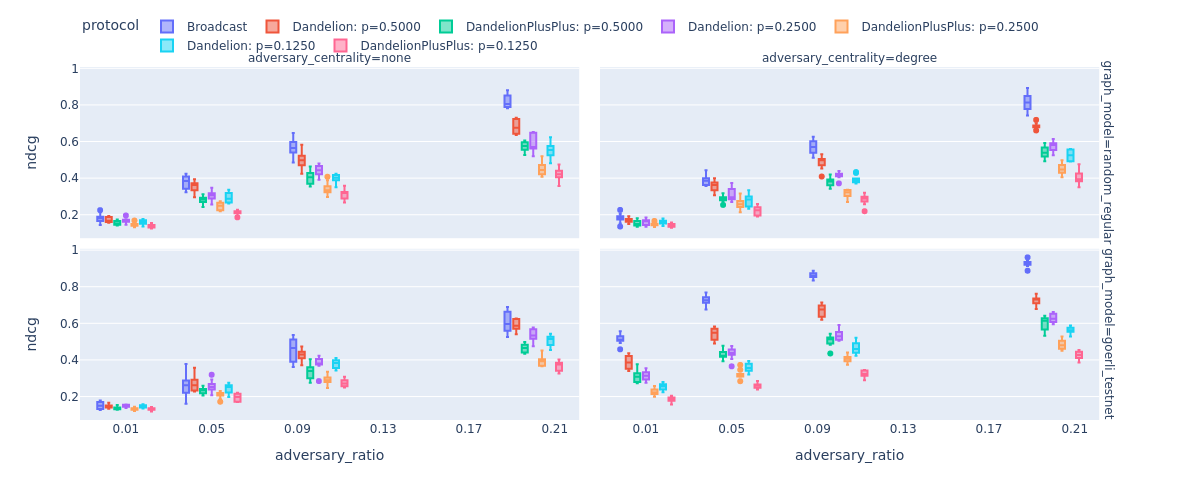 protocol
Broadcast
Dandelion: p=0.5000
DandelionPlusPlus: p=0.5000
Dandelion: p=0.2500
DandelionPlusPlus: p=0.2500
Dandelion: p=0.1250
DandelionPlusPlus: p=0.1250
adversary_centrality=none
adversary_centrality=degree
1
0.8
0.6
0.4
0.2
ndcg
graph_model=random_regular
1
0.8
0.6
0.4
0.2
ndcg
graph_model=goerli_testnet
0.01
0.05
0.09
0.13
0.17
0.21
0.01
0.05
0.09
0.13
0.17
0.21
adversary_ratio
adversary_ratio